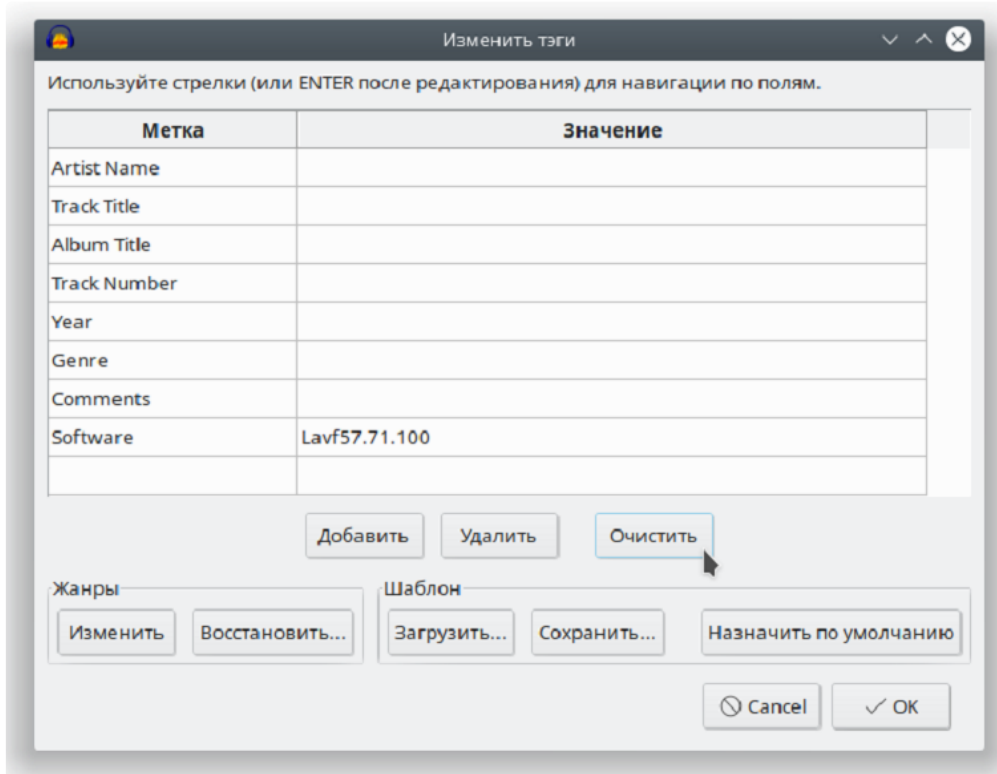 Изменить тэги
Используйте стрелки (или ENTER после редактирования) для навигации по полям.
Метка Значение
Artist Name
Track Title
Album Title
Track Number
Year
Genre
Comments
Software Lavf57.71.100
Добавить Удалить Очистить
Жанры Шаблон
Изменить Восстановить... Загрузить... Сохранить... Назначить по умолчанию
Cancel OK